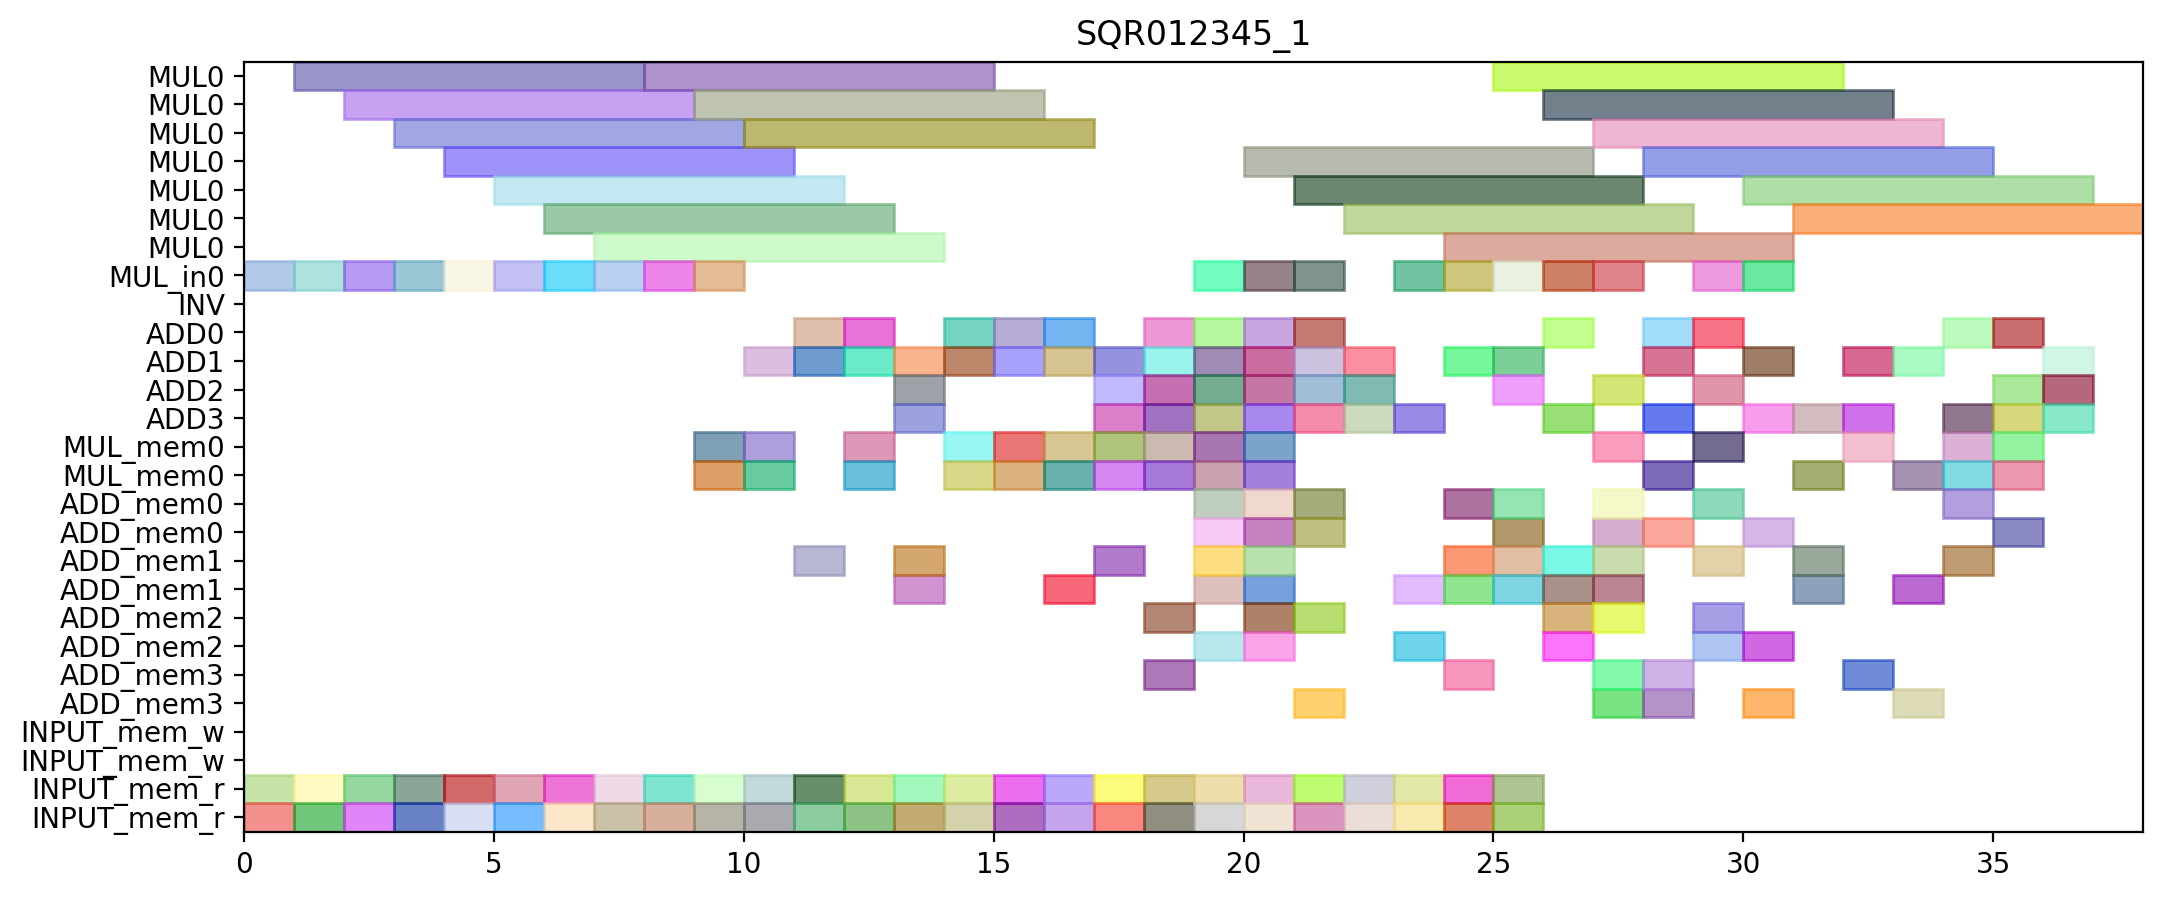 SQR012345_1
MUL0
MUL0
MUL0
MUL0
MUL0
MUL0
MUL0
MUL_in0
INV
ADD0
ADD1
ADD2
ADD3
MUL_mem0
MUL_mem0
ADD_mem0
ADD_mem0
ADD_mem1
ADD_mem1
ADD_mem2
ADD_mem2
ADD_mem3
ADD_mem3
INPUT_mem_w
INPUT_mem_w
INPUT_mem_r
INPUT_mem_r
0 5 10 15 20 25 30 35